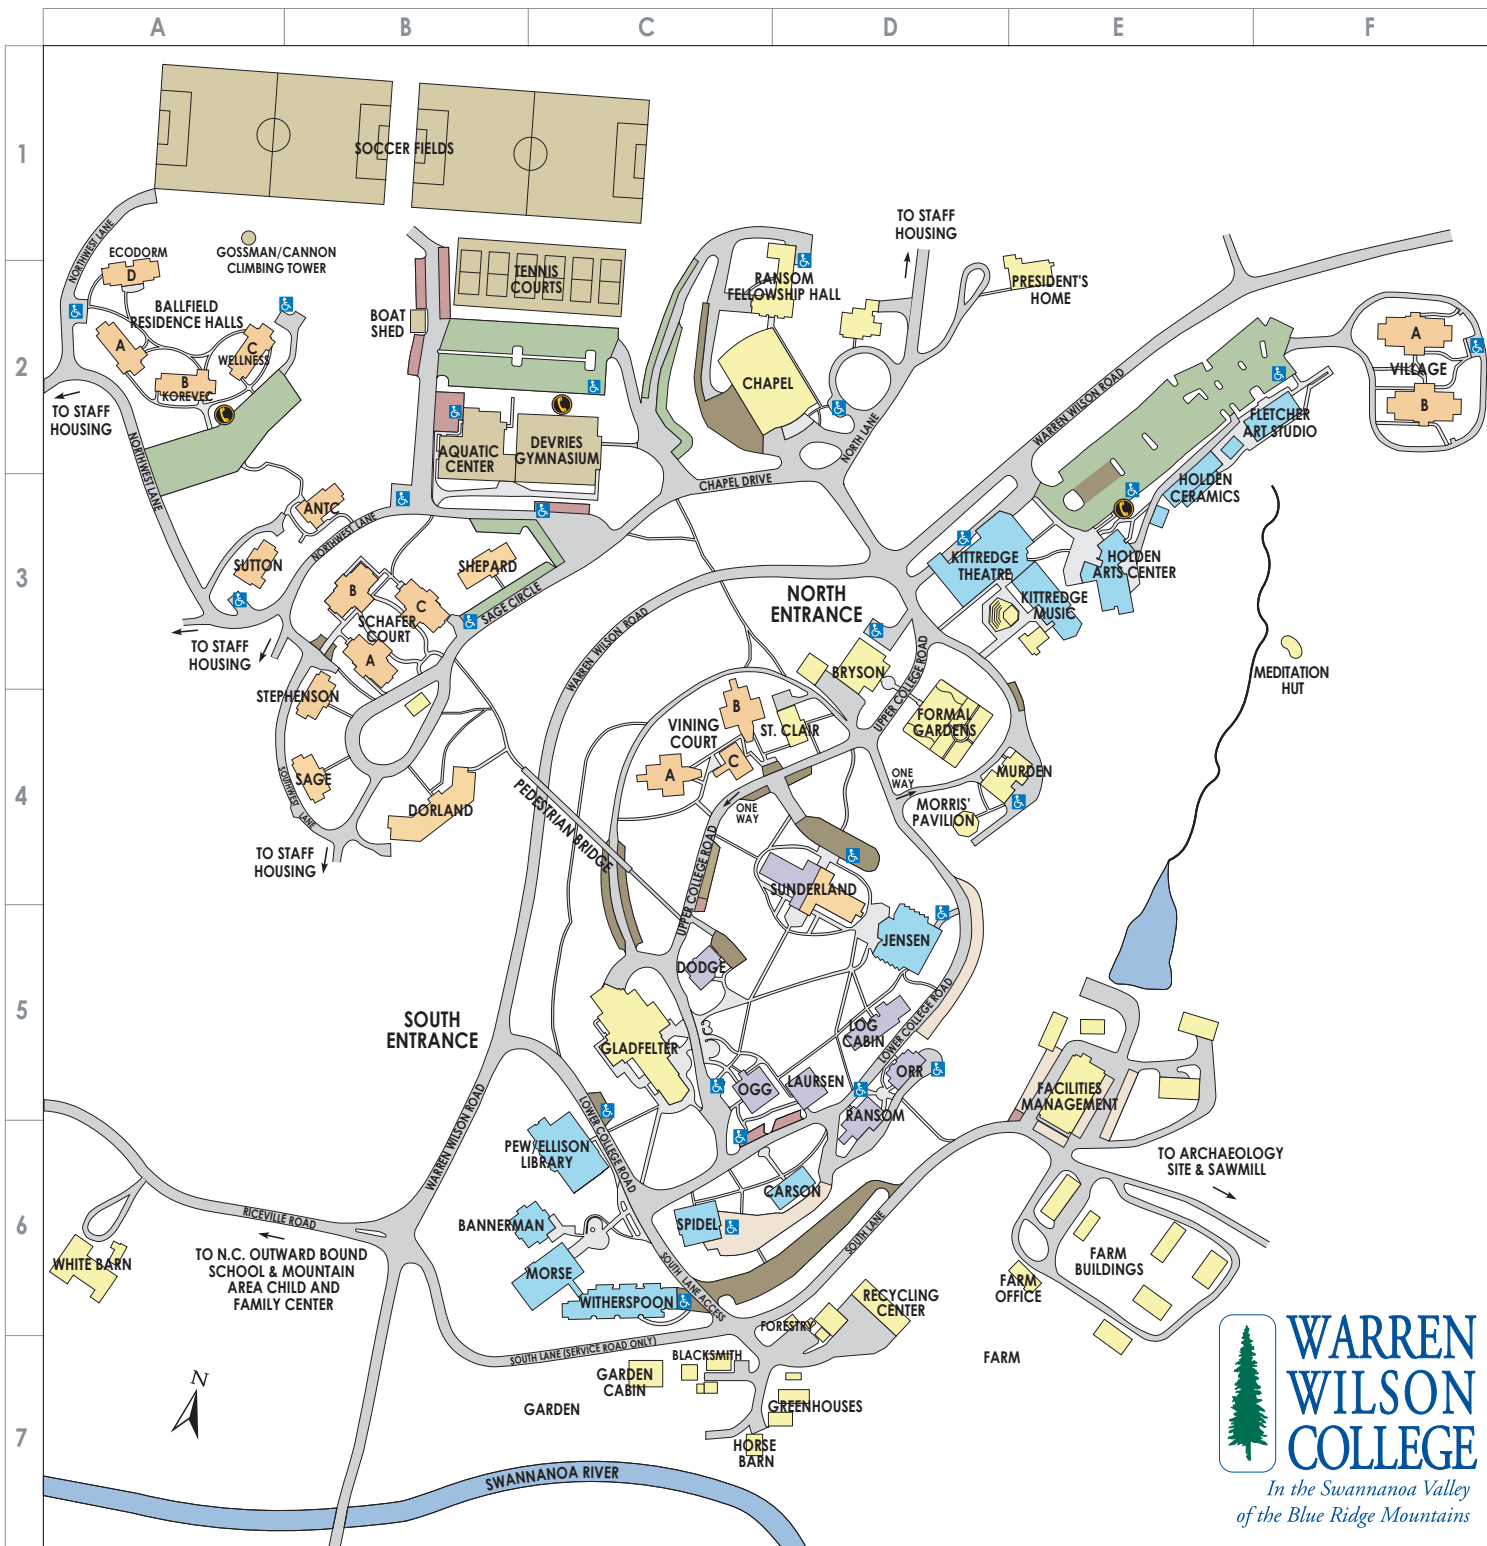 A
B
C
D
E
F
1
2
3
4
5
6
7
SOCCER FIELDS
NORTHWEST LANE
ECODORM
D
GOSSMAN/CANNON
CLIMBING TOWER
TO STAFF
HOUSING
BALLFIELD
RESIDENCE HALLS
A
C
WELLNESS
B
KOREVEC
BOAT
SHED
TENNIS
COURTS
RANSOM
FELLOWSHIP HALL
PRESIDENT'S
HOME
CHAPEL
A
VILLAGE
B
TO STAFF
HOUSING
NORTHWEST LANE
AQUATIC
CENTER
DEVRIES
GYMNASIUM
NORTH LANE
WARREN WILSON ROAD
FLETCHER
ART STUDIO
CHAPEL DRIVE
HOLDEN
CERAMICS
ANTC
NORTHWEST LANE
SUTTON
SHEPARD
B
C
SCHAFER
COURT
A
SAGE CIRCLE
KITTREDGE
THEATRE
HOLDEN
ARTS CENTER
KITTREDGE
MUSIC
NORTH
ENTRANCE
WARREN WILSON ROAD
TO STAFF
HOUSING
BRYSON
UPPER COLLEGE ROAD
MEDITATION
HUT
STEPHENSON
VINING
COURT
B
ST. CLAIR
FORMAL
GARDENS
A
C
SAGE
SOUTHWEST LANE
DORLAND
PEDESTRIAN BRIDGE
ONE
WAY
ONE
WAY
MURDEN
MORRIS'
PAVILION
TO STAFF
HOUSING
UPPER COLLEGE ROAD
SUNDERLAND
JENSEN
DODGE
SOUTH
ENTRANCE
GLADFELTER
LOG
CABIN
LOWER COLLEGE ROAD
ORR
OGG
LAURSEN
RANSOM
FACILITIES
MANAGEMENT
WARREN WILSON ROAD
LOWER COLLEGE ROAD
PEW/ELLISON
LIBRARY
TO ARCHAEOLOGY
SITE & SAWMILL
CARSON
RICEVILLE ROAD
BANNERMAN
SPIDEL
SOUTH LANE
WHITE BARN
TO N.C. OUTWARD BOUND
SCHOOL & MOUNTAIN
AREA CHILD AND
FAMILY CENTER
MORSE
WITHERSPOON
SOUTH LANE ACCESS
FARM
BUILDINGS
FARM
OFFICE
RECYCLING
CENTER
FORESTRY
SOUTH LANE (SERVICE ROAD ONLY)
BLACKSMITH
GARDEN
CABIN
FARM
GARDEN
GREENHOUSES
HORSE
BARN
N
SWANNANOA RIVER
WARREN
WILSON
COLLEGE
In the Swannanoa Valley
of the Blue Ridge Mountains